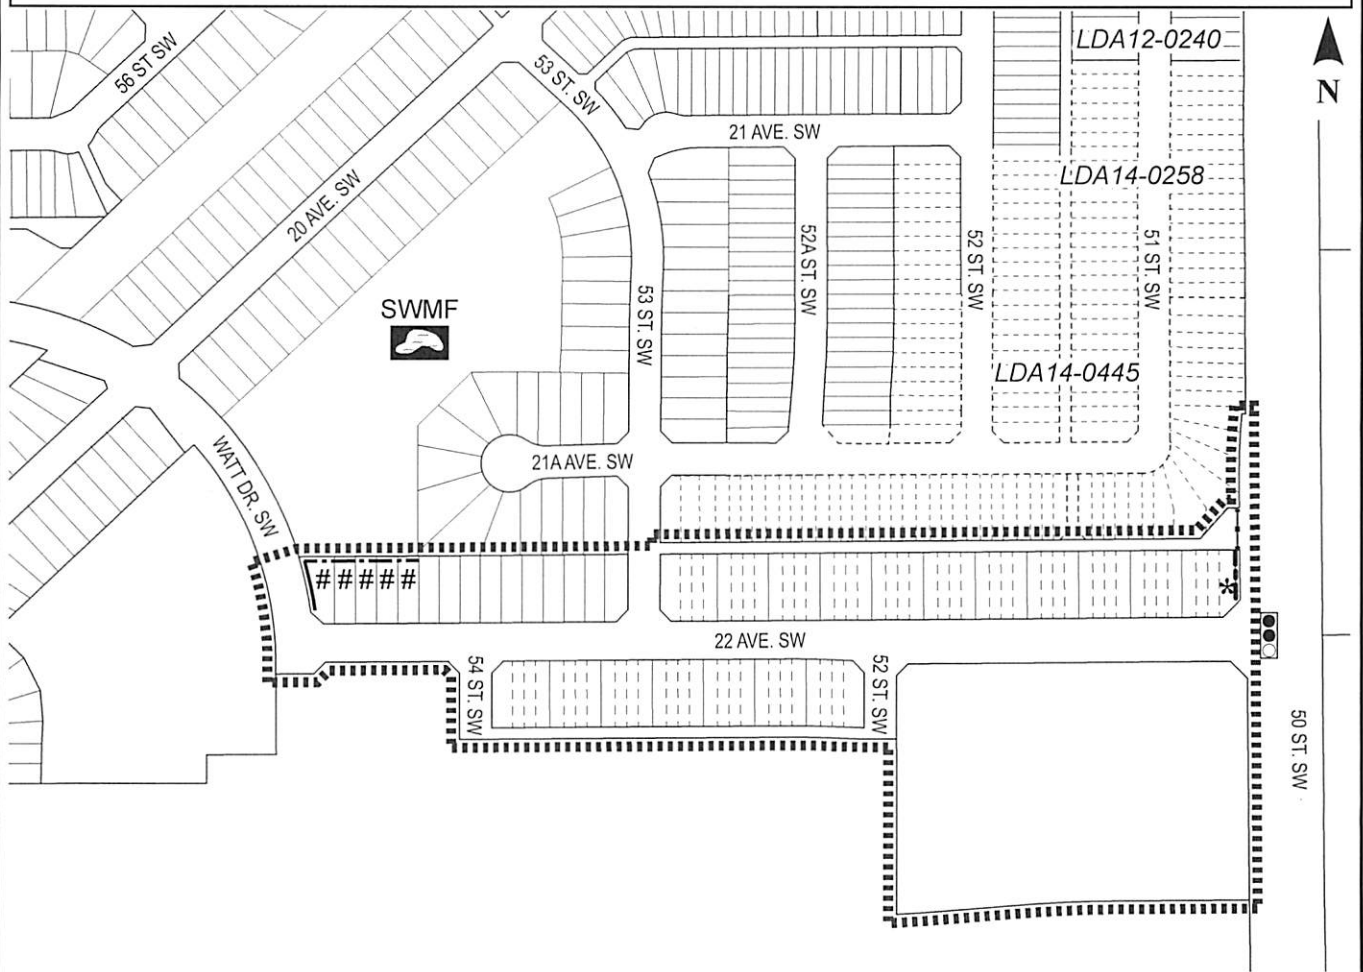 LDA12-0240
56 ST SW
53 ST. SW
N
21 AVE. SW
LDA14-0258
20 AVE. SW
52A ST. SW
52 ST. SW
51 ST. SW
SWMF
53 ST. SW
LDA14-0445
WATT DR. SW
21A AVE. SW
#####
*
22 AVE. SW
54 ST. SW
52 ST. SW
50 ST. SW